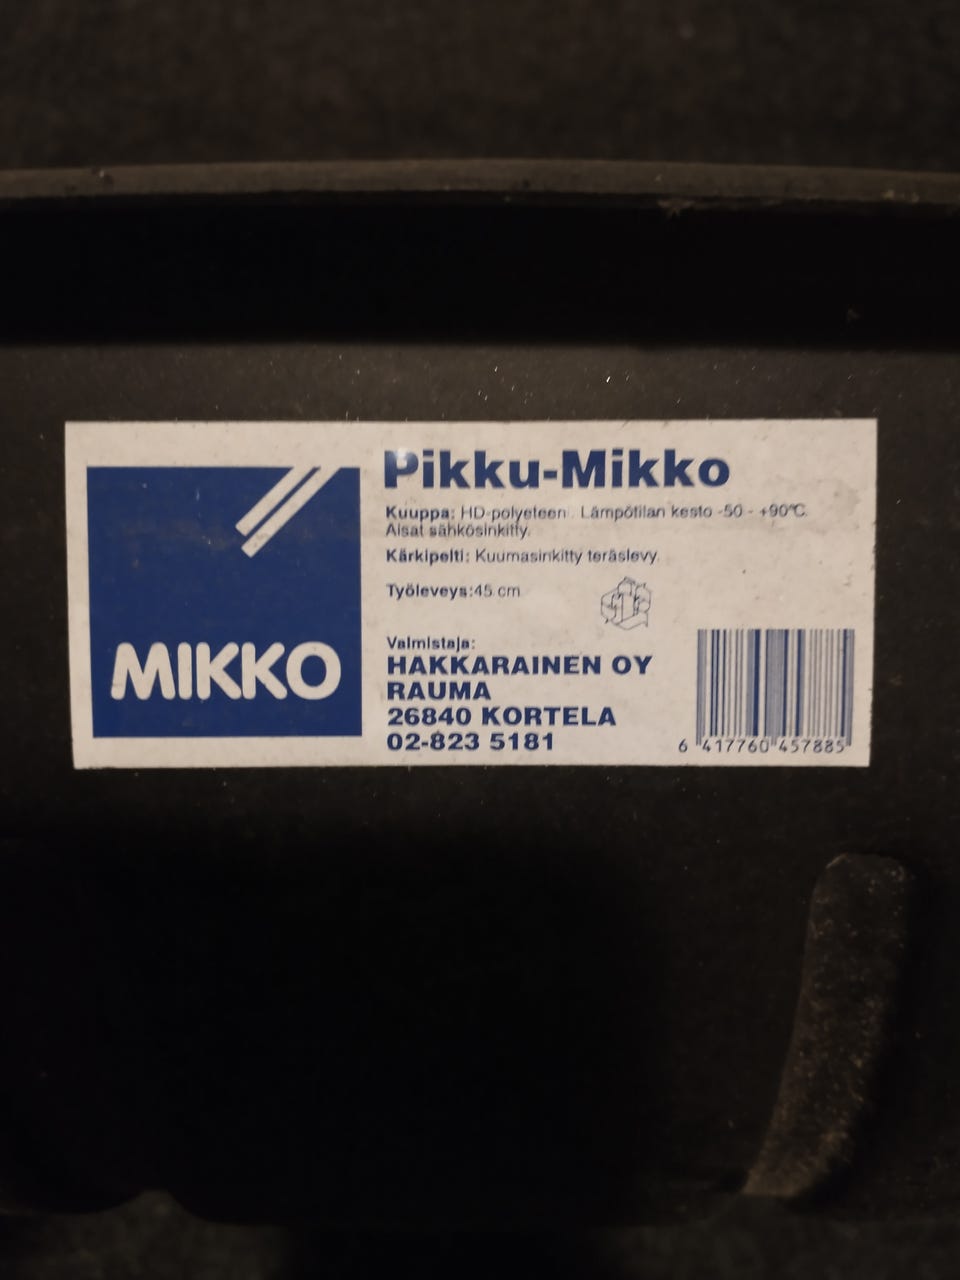 MIKKO
Pikku-Mikko
Kuuppa: HD-polyeteeni. Lämpötilan kesto -50 - +90°C.
Aisat sähkösinkitty.
Kärkipelti: Kuumasinkitty teräslevy.
Työleveys:45 cm
Valmistaja:
HAKKARAINEN OY
RAUMA
26840 KORTELA
02-823 5181
6 417760 457885